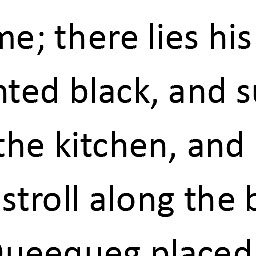 me; there lies his
nted black, and su
the kitchen, and
stroll along the b
Queequeg placed